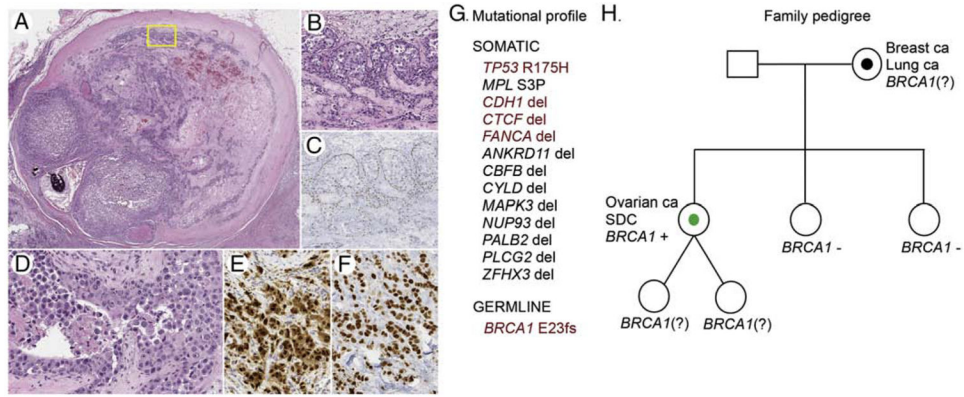 A
B
C
D
E
F
G. Mutational profile
SOMATIC
TP53 R175H
MPL S3P
CDH1 del
CTCF del
FANCA del
ANKRD11 del
CBFB del
CYLD del
MAPK3 del
NUP93 del
PALB2 del
PLCG2 del
ZFHX3 del
GERMLINE
BRCA1 E23fs
H. Family pedigree
Breast ca
Lung ca
BRCA1(?)
Ovarian ca
SDC
BRCA1 +
BRCA1 -
BRCA1 -
BRCA1(?)
BRCA1(?)